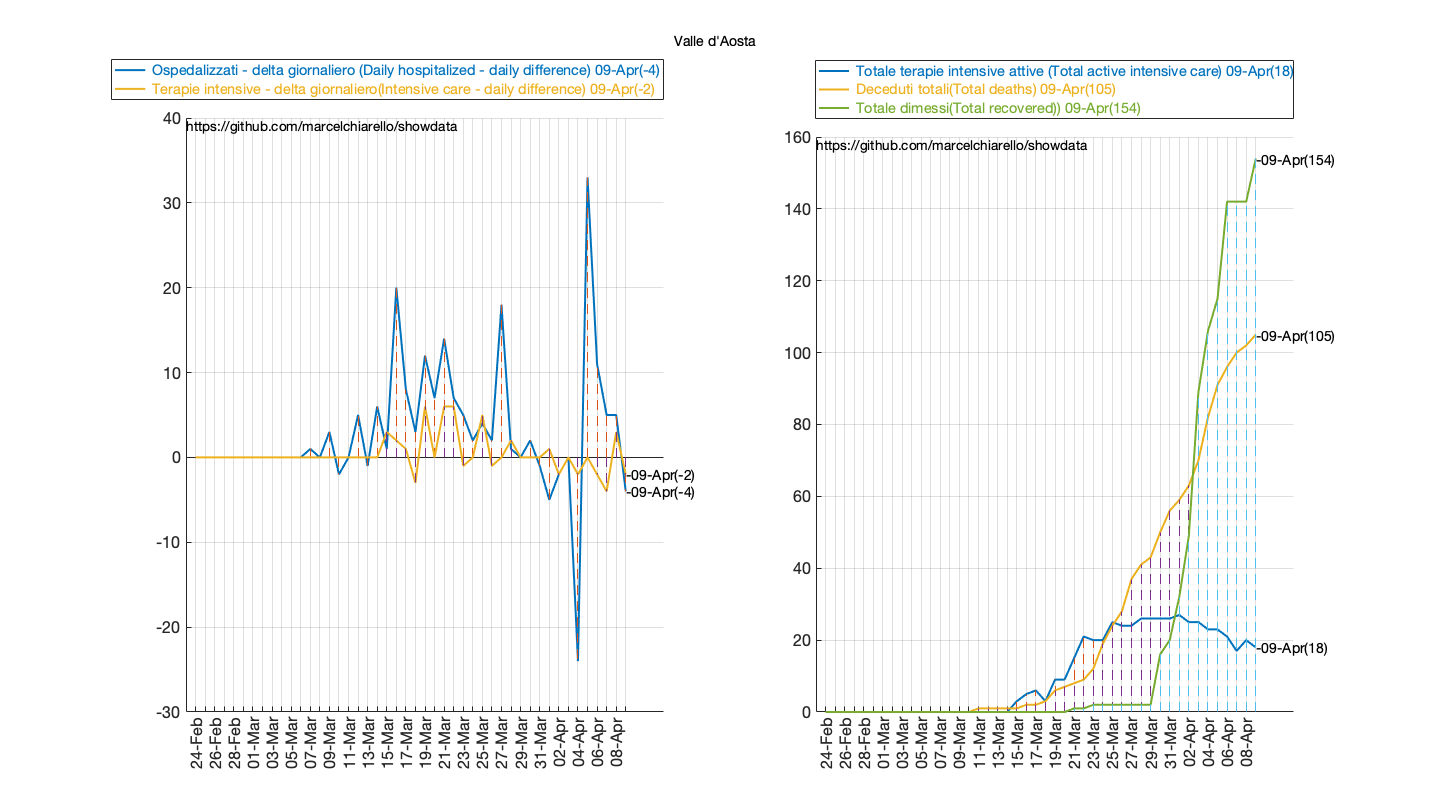 Valle d'Aosta
Ospedalizzati - delta giornaliero (Daily hospitalized - daily difference) 09-Apr(-4)
Terapie intensive - delta giornaliero(Intensive care - daily difference) 09-Apr(-2)
https://github.com/marcelchiarello/showdata
40
30
20
10
0
-10
-20
-30
-09-Apr(-2)
-09-Apr(-4)
24-Feb
26-Feb
28-Feb
01-Mar
03-Mar
05-Mar
07-Mar
09-Mar
11-Mar
13-Mar
15-Mar
17-Mar
19-Mar
21-Mar
23-Mar
25-Mar
27-Mar
29-Mar
31-Mar
02-Apr
04-Apr
06-Apr
08-Apr
Totale terapie intensive attive (Total active intensive care) 09-Apr(18)
Deceduti totali(Total deaths) 09-Apr(105)
Totale dimessi(Total recovered)) 09-Apr(154)
https://github.com/marcelchiarello/showdata
160
140
120
100
80
60
40
20
0
-09-Apr(154)
-09-Apr(105)
-09-Apr(18)
24-Feb
26-Feb
28-Feb
01-Mar
03-Mar
05-Mar
07-Mar
09-Mar
11-Mar
13-Mar
15-Mar
17-Mar
19-Mar
21-Mar
23-Mar
25-Mar
27-Mar
29-Mar
31-Mar
02-Apr
04-Apr
06-Apr
08-Apr